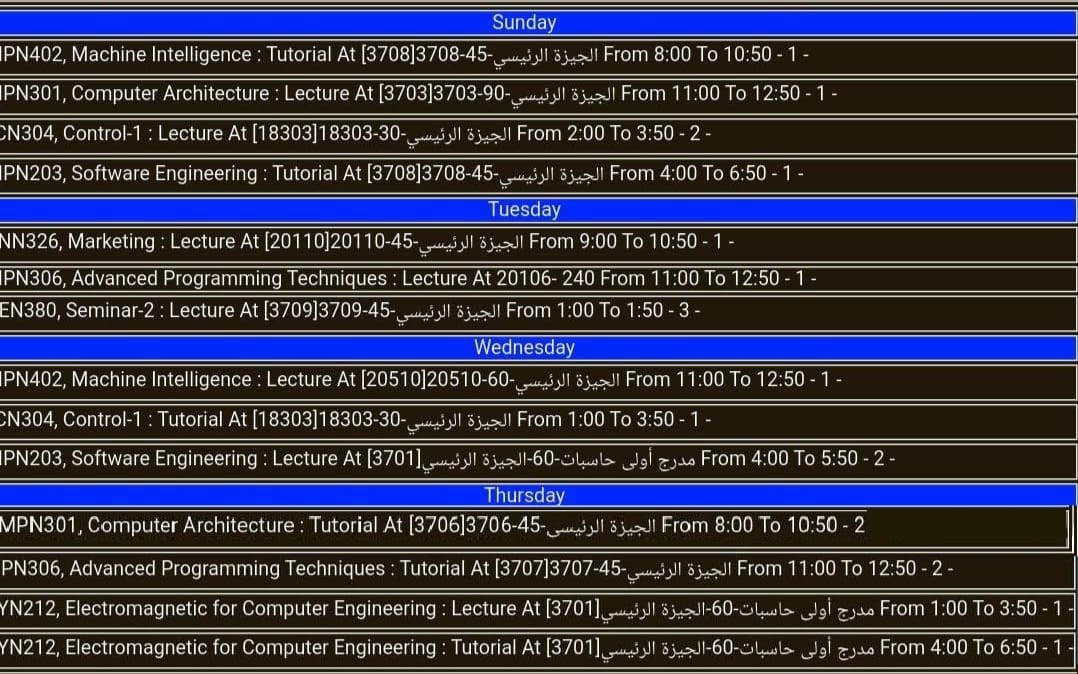 Sunday
IPN402, Machine Intelligence : Tutorial At [3708]3708-45-الجيزة الرئيسي From 8:00 To 10:50 - 1 -
IPN301, Computer Architecture : Lecture At [3703]3703-90-الجيزة الرئيسي From 11:00 To 12:50 - 1 -
CN304, Control-1 : Lecture At [18303]18303-30-الجيزة الرئيسي From 2:00 To 3:50 - 2 -
IPN203, Software Engineering : Tutorial At [3708]3708-45-الجيزة الرئيسي From 4:00 To 6:50 - 1 -
Tuesday
NN326, Marketing : Lecture At [20110]20110-45-الجيزة الرئيسي From 9:00 To 10:50 - 1 -
IPN306, Advanced Programming Techniques : Lecture At 20106- 240 From 11:00 To 12:50 - 1 -
EN380, Seminar-2 : Lecture At [3709]3709-45-الجيزة الرئيسي From 1:00 To 1:50 - 3 -
Wednesday
IPN402, Machine Intelligence : Lecture At [20510]20510-60-الجيزة الرئيسي From 11:00 To 12:50 - 1 -
CN304, Control-1 : Tutorial At [18303]18303-30-الجيزة الرئيسي From 1:00 To 3:50 - 1 -
IPN203, Software Engineering : Lecture At [3701]مدرج أولى حاسبات-60-الجيزة الرئيسي From 4:00 To 5:50 - 2 -
Thursday
MPN301, Computer Architecture : Tutorial At [3706]3706-45-الجيزة الرئيسي From 8:00 To 10:50 - 2
PN306, Advanced Programming Techniques : Tutorial At [3707]3707-45-الجيزة الرئيسي From 11:00 To 12:50 - 2 -
YN212, Electromagnetic for Computer Engineering : Lecture At [3701]مدرج أولى حاسبات-60-الجيزة الرئيسي From 1:00 To 3:50 - 1 -
YN212, Electromagnetic for Computer Engineering : Tutorial At [3701]مدرج أولى حاسبات-60-الجيزة الرئيسي From 4:00 To 6:50 - 1 -